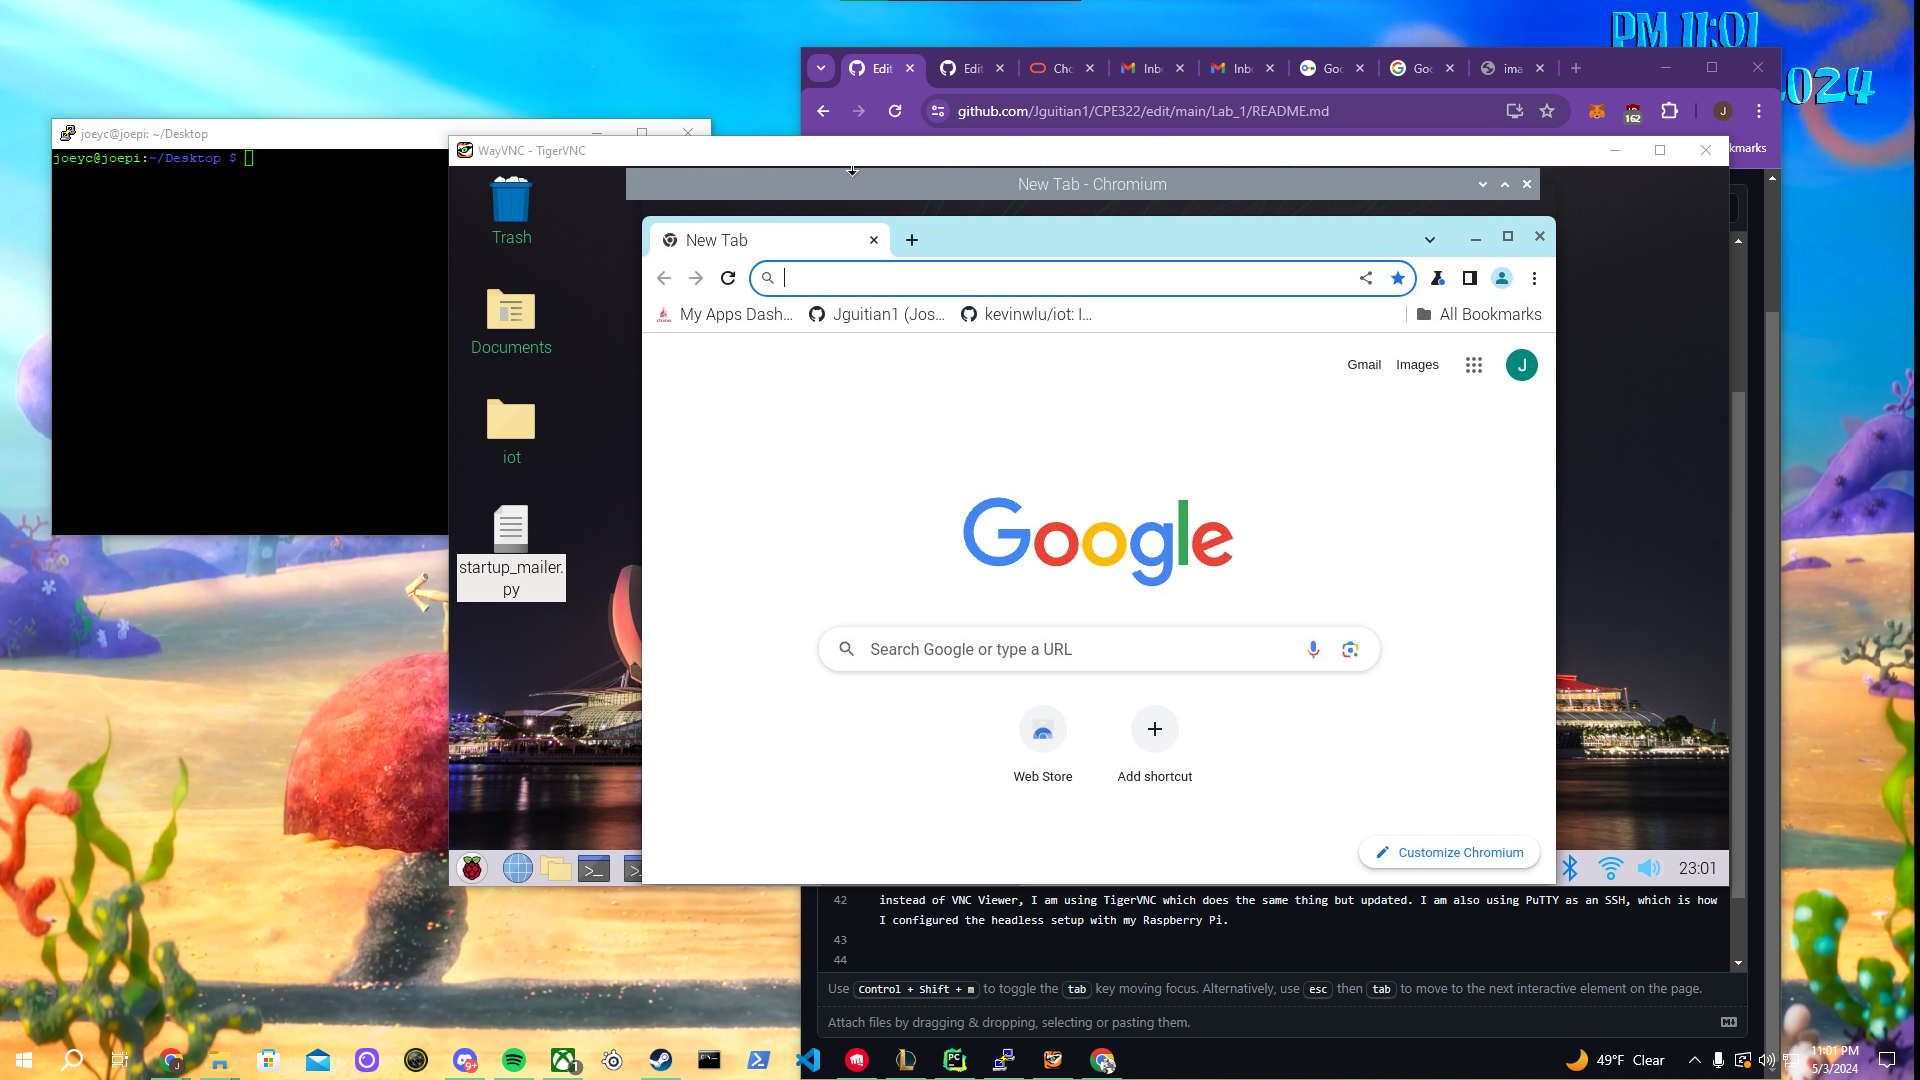 PM 11:01
Edit
Edit
Inb
Inb
Goo
Goo
ima
github.com/Jguitian1/CPE322/edit/main/Lab_1/README.md
162
J
joeyc@joepi: ~/Desktop
joeyc@joepi:~/Desktop $
WayVNC - TigerVNC
kmarks
New Tab - Chromium
Trash
New Tab
My Apps Dash...
Jguitian1 (Jos...
kevinwlu/iot: I...
All Bookmarks
Documents
Gmail
Images
J
iot
Google
startup_mailer.
py
Search Google or type a URL
Web Store
Add shortcut
Customize Chromium
23:01
42
instead of VNC Viewer, I am using TigerVNC which does the same thing but updated. I am also using PuTTY as an SSH, which is how
I configured the headless setup with my Raspberry Pi.
43
44
Use Control + Shift + m to toggle the tab key moving focus. Alternatively, use esc then tab to move to the next interactive element on the page.
Attach files by dragging & dropping, selecting or pasting them.
49°F Clear
11:01 PM
5/3/2024